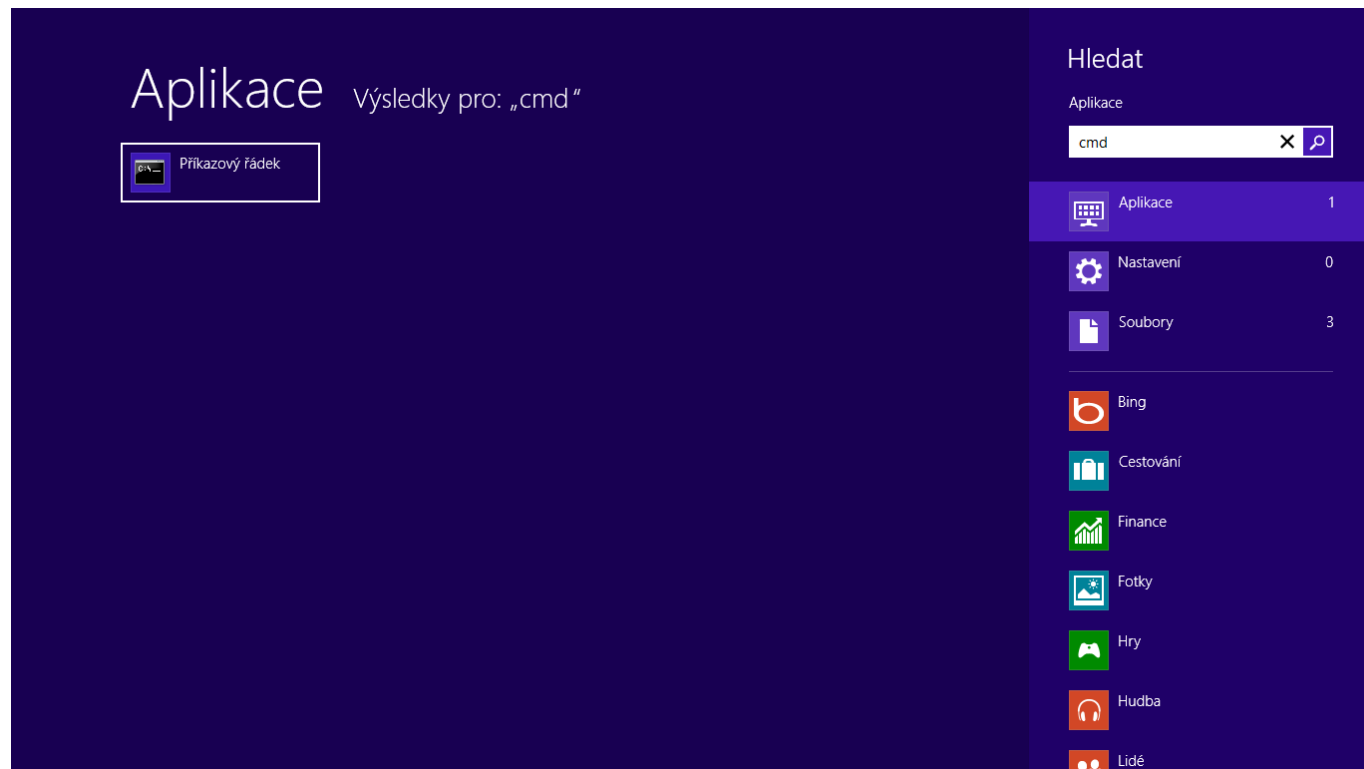 Aplikace Výsledky pro: „cmd“
Příkazový řádek
C:\_
Hledat
Aplikace
cmd
Aplikace 1
Nastavení 0
Soubory 3
Bing
Cestování
Finance
Fotky
Hry
Hudba
Lidé